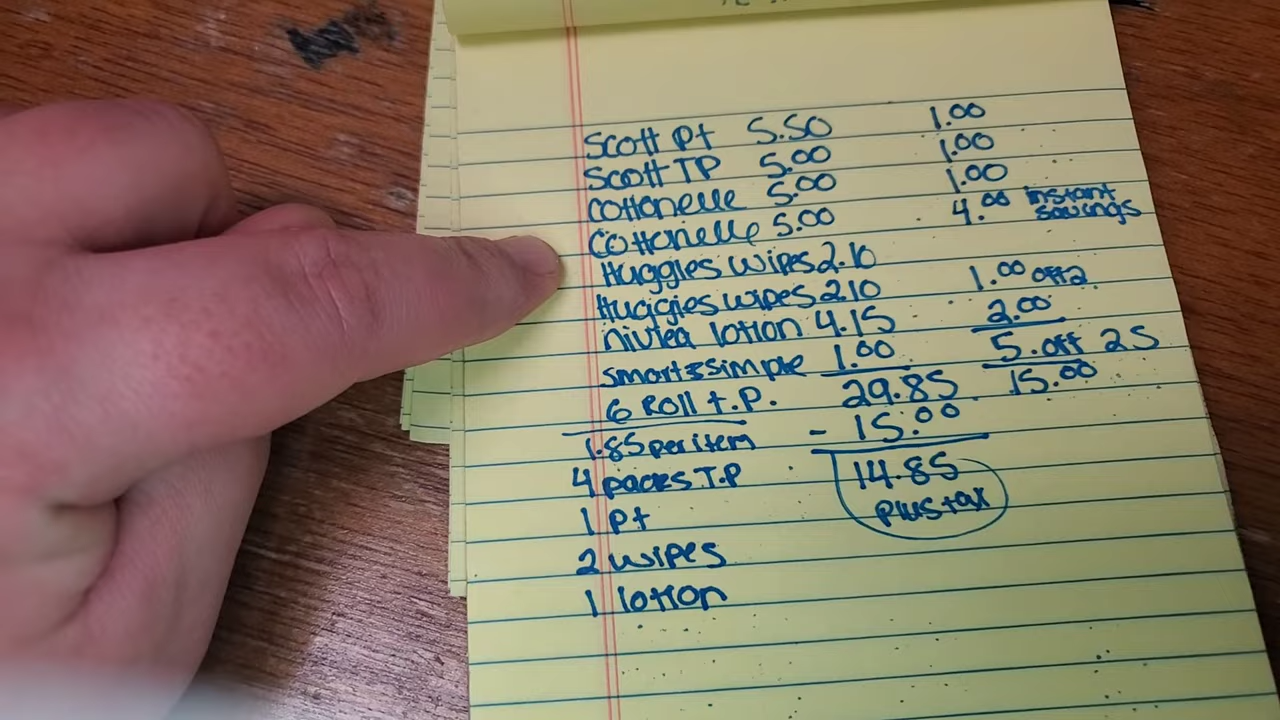 Scott Pt 5.50 1.00
Scott TP 5.00 1.00
Cottonelle 5.00 1.00
Cottonelle 5.00 4.00 instant savings
Huggies wipes 2.10
Huggies wipes 2.10 1.00 off 2
nivea lotion 4.15 2.00
smart & simple 1.00 5.off 25
6 Roll t.P. 29.85 15.00
1.85 per item - 15.00
4 paces T.P 14.85
1 pt plus tax
2 wipes
1 lotion